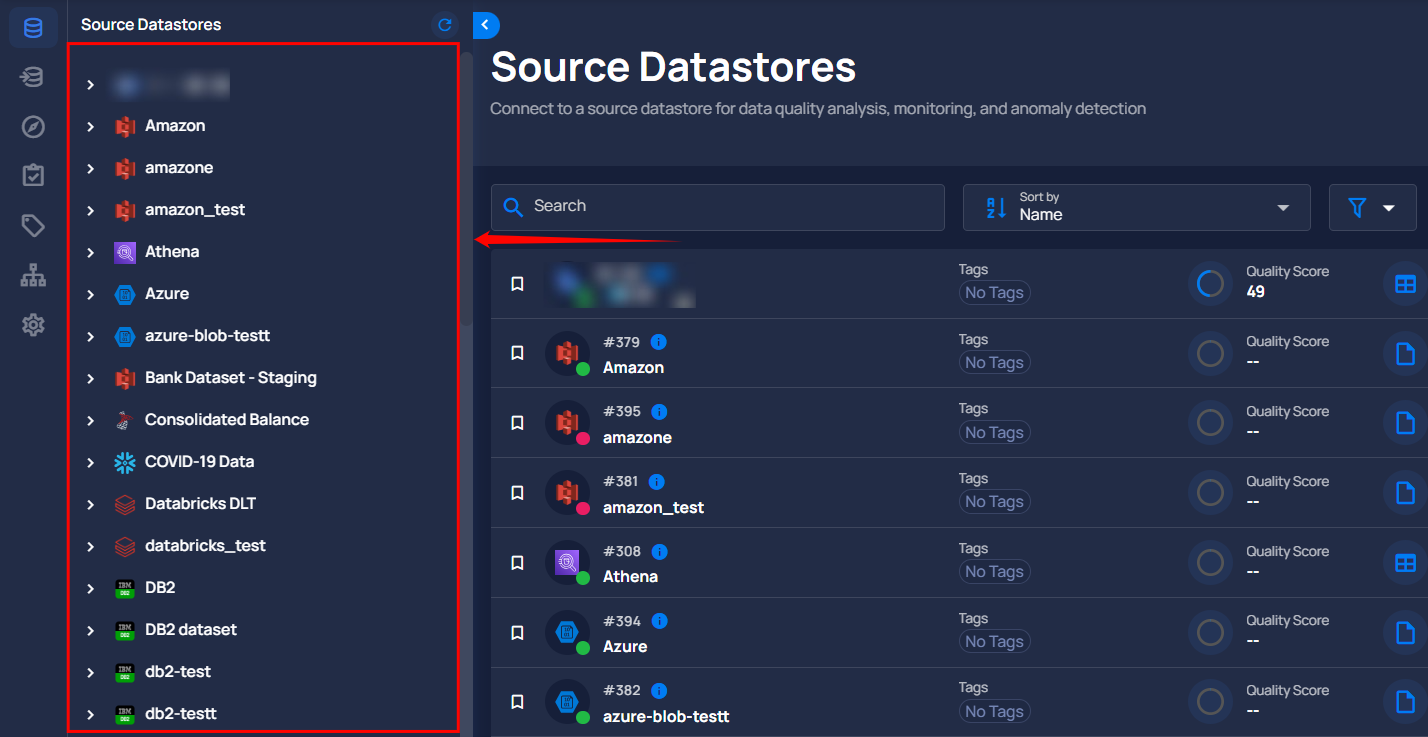 Source Datastores
Amazon
amazone
amazon_test
Athena
Azure
azure-blob-testt
Bank Dataset - Staging
Consolidated Balance
COVID-19 Data
Databricks DLT
databricks_test
DB2
DB2 dataset
db2-test
db2-testt
Source Datastores
Connect to a source datastore for data quality analysis, monitoring, and anomaly detection
Search
Sort by
Name
Tags
No Tags
Quality Score
49
#379
Amazon
Tags
No Tags
Quality Score
--
#395
amazone
Tags
No Tags
Quality Score
--
#381
amazon_test
Tags
No Tags
Quality Score
--
#308
Athena
Tags
No Tags
Quality Score
--
#394
Azure
Tags
No Tags
Quality Score
--
#382
azure-blob-testt
Tags
No Tags
Quality Score
--